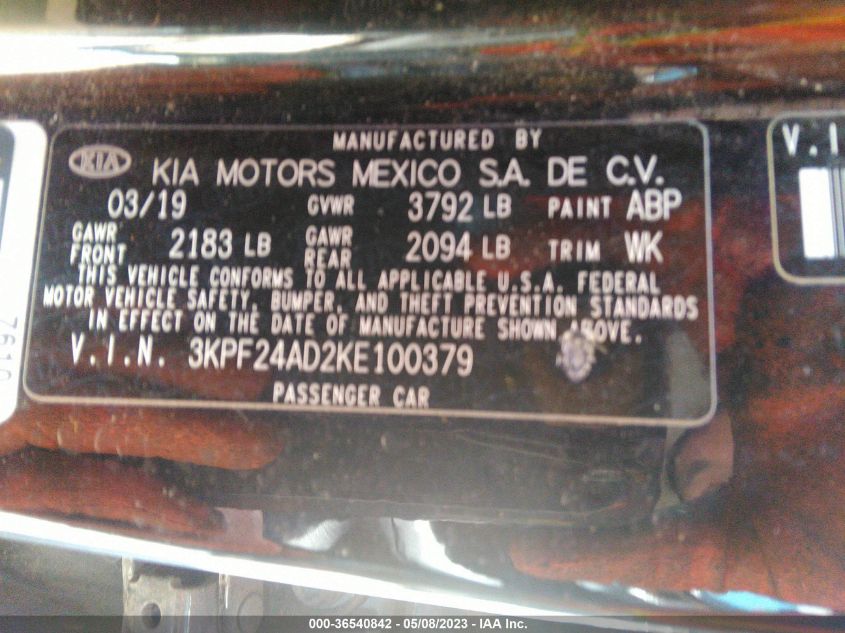 MANUFACTURED BY
KIA KIA MOTORS MEXICO S.A. DE C.V.
03/19 GVWR 3792 LB PAINT ABP
GAWR FRONT 2183 LB GAWR REAR 2094 LB TRIM WK
THIS VEHICLE CONFORMS TO ALL APPLICABLE U.S.A. FEDERAL
MOTOR VEHICLE SAFETY, BUMPER, AND THEFT PREVENTION STANDARDS
IN EFFECT ON THE DATE OF MANUFACTURE SHOWN ABOVE.
V.I.N. 3KPF24AD2KE100379
PASSENGER CAR
V.I
000-36540842 - 05/08/2023 - IAA Inc.